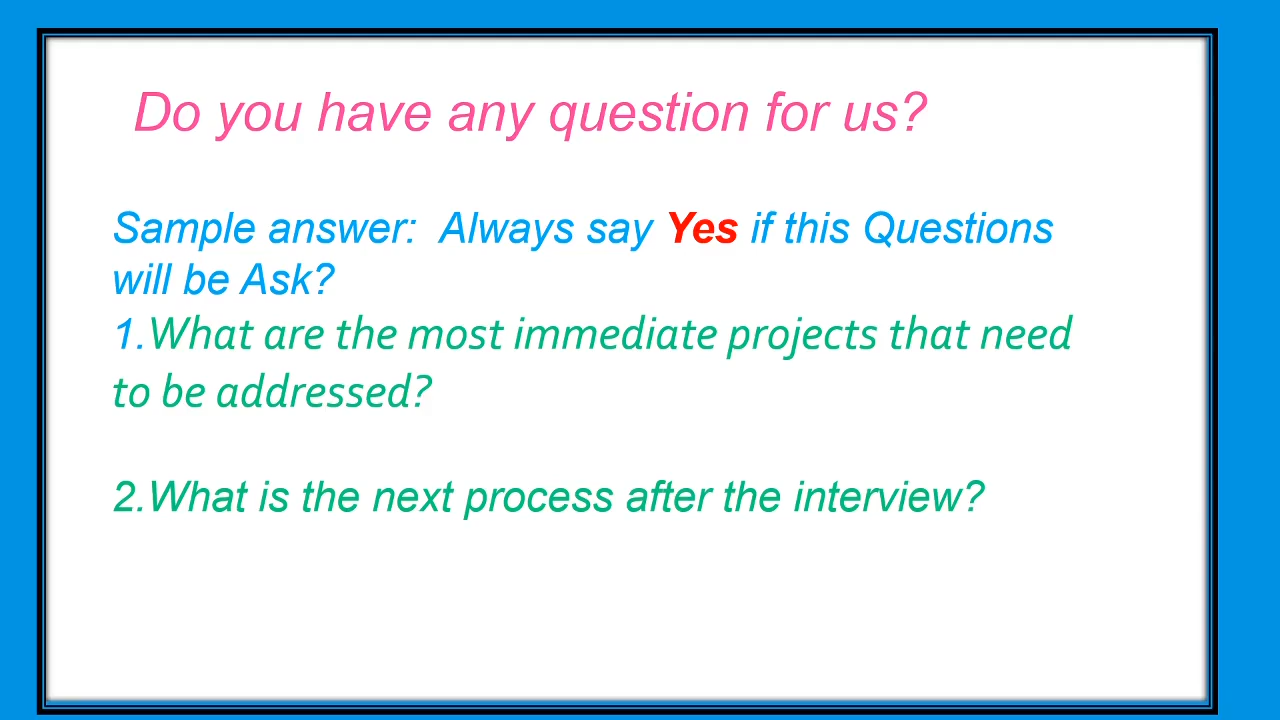 Do you have any question for us?
Sample answer:  Always say Yes if this Questions
will be Ask?
1.What are the most immediate projects that need
to be addressed?
2.What is the next process after the interview?